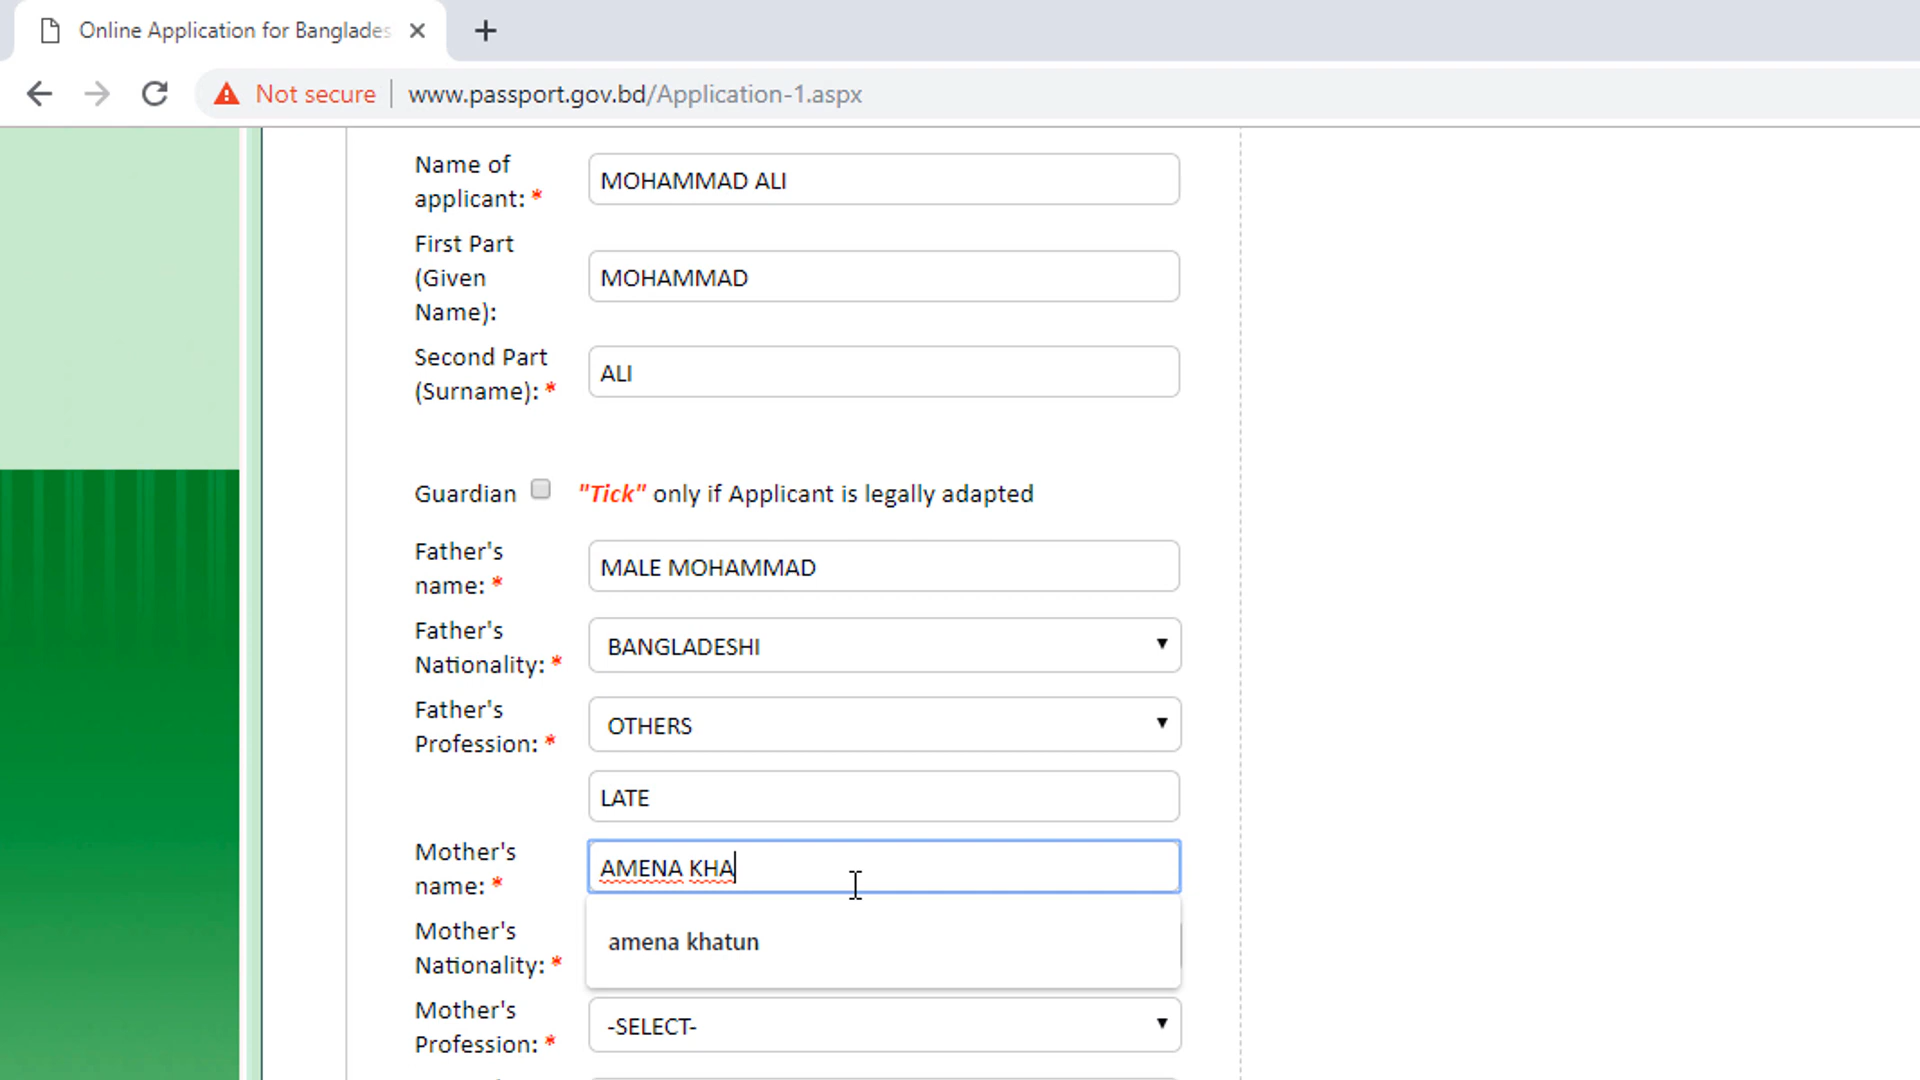 Online Application for Banglades
Not secure
www.passport.gov.bd/Application-1.aspx
Name of
applicant: *
MOHAMMAD ALI
First Part
(Given
Name):
MOHAMMAD
Second Part
(Surname): *
ALI
Guardian
"Tick" only if Applicant is legally adapted
Father's
name: *
MALE MOHAMMAD
Father's
Nationality: *
BANGLADESHI
Father's
Profession: *
OTHERS
LATE
Mother's
name: *
AMENA KHA
amena khatun
Mother's
Nationality: *
Mother's
Profession: *
-SELECT-